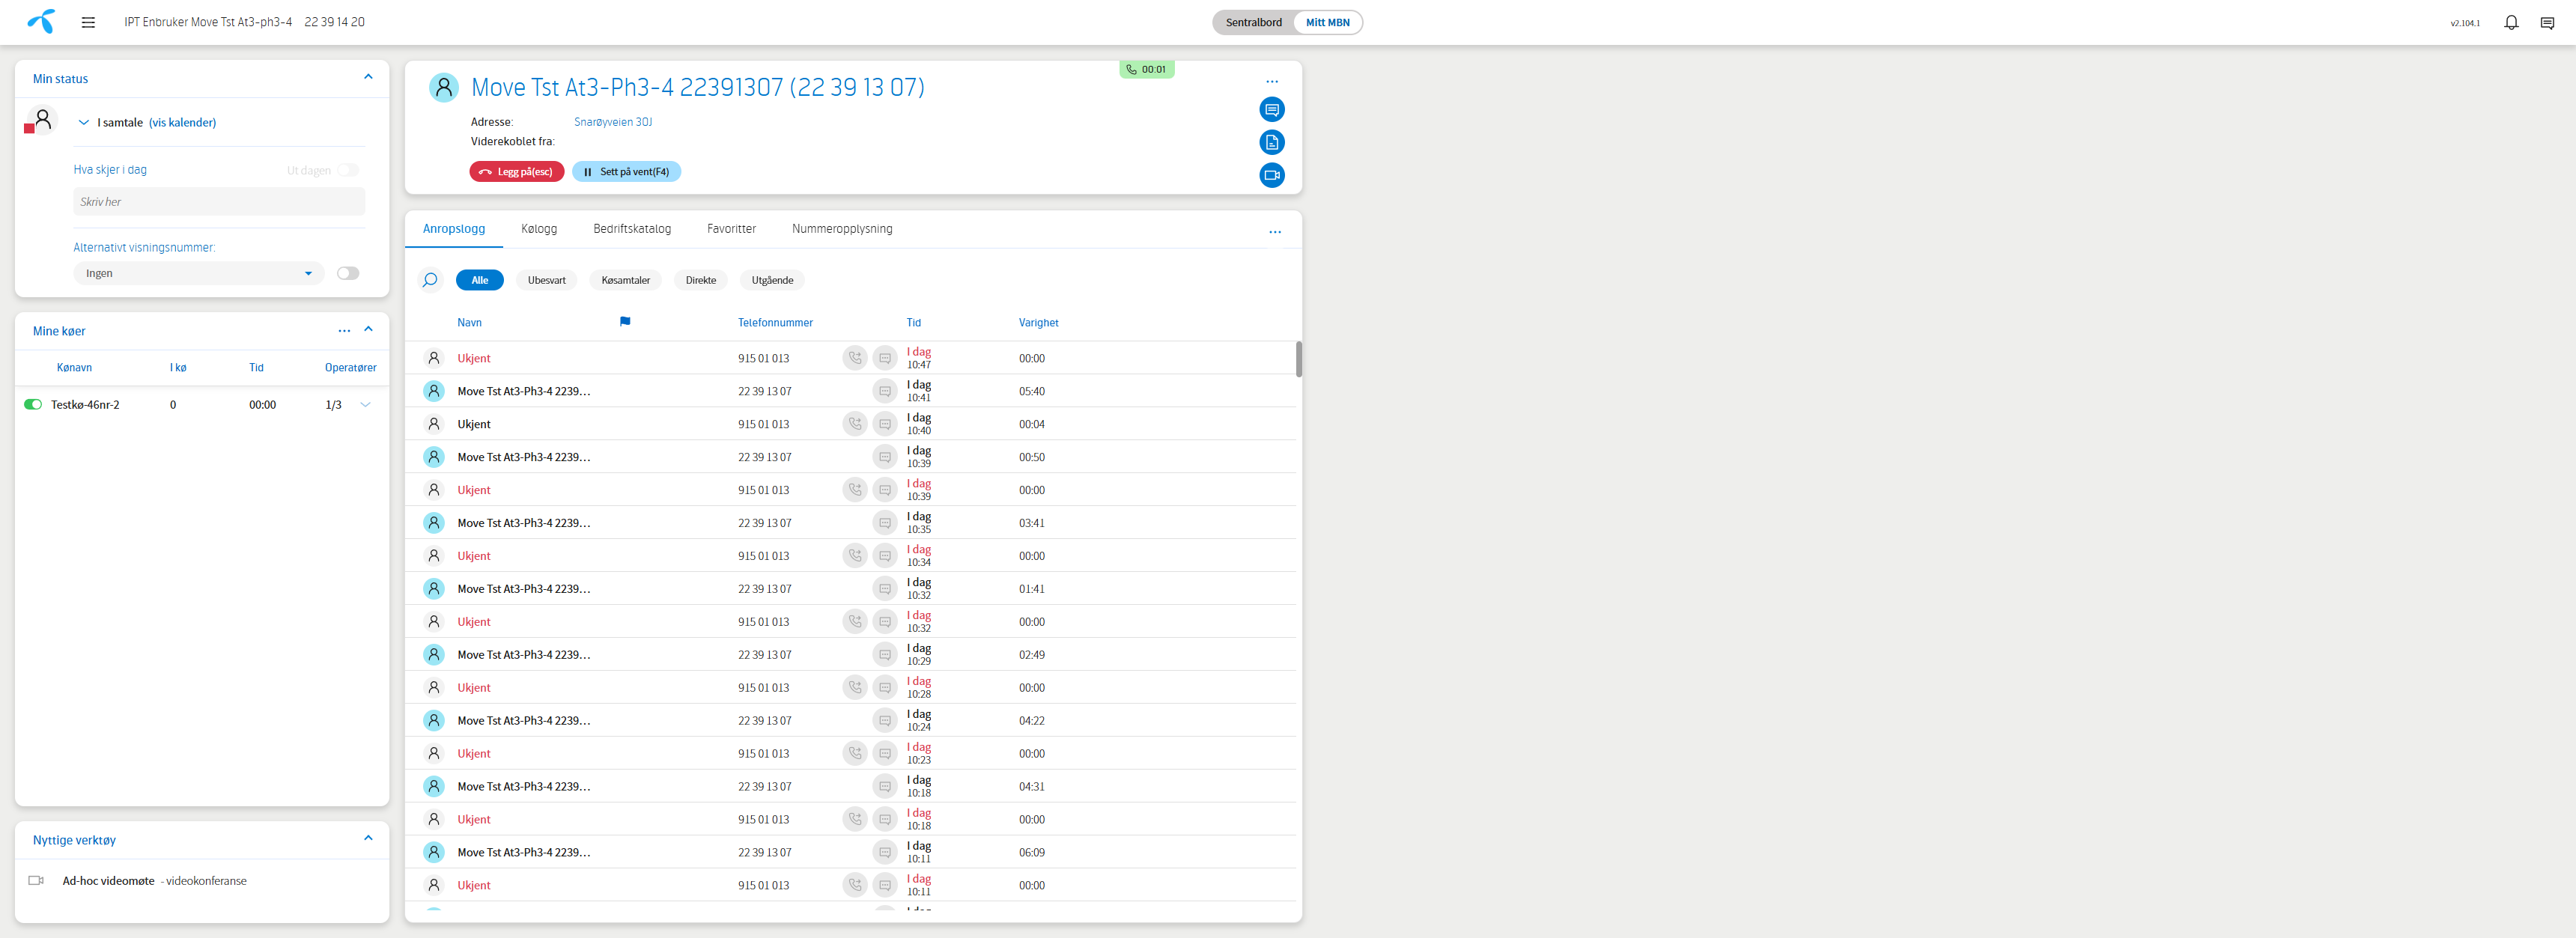 IPT Enbruker Move Tst At3-ph3-4 22 39 14 20
Sentralbord Mitt MBN
v2.104.1
Min status
I samtale (vis kalender)
Hva skjer i dag Ut dagen
Skriv her
Alternativt visningsnummer:
Ingen
Mine køer
Kønavn I kø Tid Operatører
Testkø-46nr-2 0 00:00 1/3
Nyttige verktøy
Ad-hoc videomøte - videokonferanse
00:01
Move Tst At3-Ph3-4 22391307 (22 39 13 07)
Adresse: Snarøyveien 30J
Viderekoblet fra:
Legg på(esc) Sett på vent(F4)
Anropslogg Kølogg Bedriftskatalog Favoritter Nummeropplysning
Alle Ubesvart Køsamtaler Direkte Utgående
Navn Telefonnummer Tid Varighet
Ukjent 915 01 013 I dag 10:47 00:00
Move Tst At3-Ph3-4 2239... 22 39 13 07 I dag 10:41 05:40
Ukjent 915 01 013 I dag 10:40 00:04
Move Tst At3-Ph3-4 2239... 22 39 13 07 I dag 10:39 00:50
Ukjent 915 01 013 I dag 10:39 00:00
Move Tst At3-Ph3-4 2239... 22 39 13 07 I dag 10:35 03:41
Ukjent 915 01 013 I dag 10:34 00:00
Move Tst At3-Ph3-4 2239... 22 39 13 07 I dag 10:32 01:41
Ukjent 915 01 013 I dag 10:32 00:00
Move Tst At3-Ph3-4 2239... 22 39 13 07 I dag 10:29 02:49
Ukjent 915 01 013 I dag 10:28 00:00
Move Tst At3-Ph3-4 2239... 22 39 13 07 I dag 10:24 04:22
Ukjent 915 01 013 I dag 10:23 00:00
Move Tst At3-Ph3-4 2239... 22 39 13 07 I dag 10:18 04:31
Ukjent 915 01 013 I dag 10:18 00:00
Move Tst At3-Ph3-4 2239... 22 39 13 07 I dag 10:11 06:09
Ukjent 915 01 013 I dag 10:11 00:00